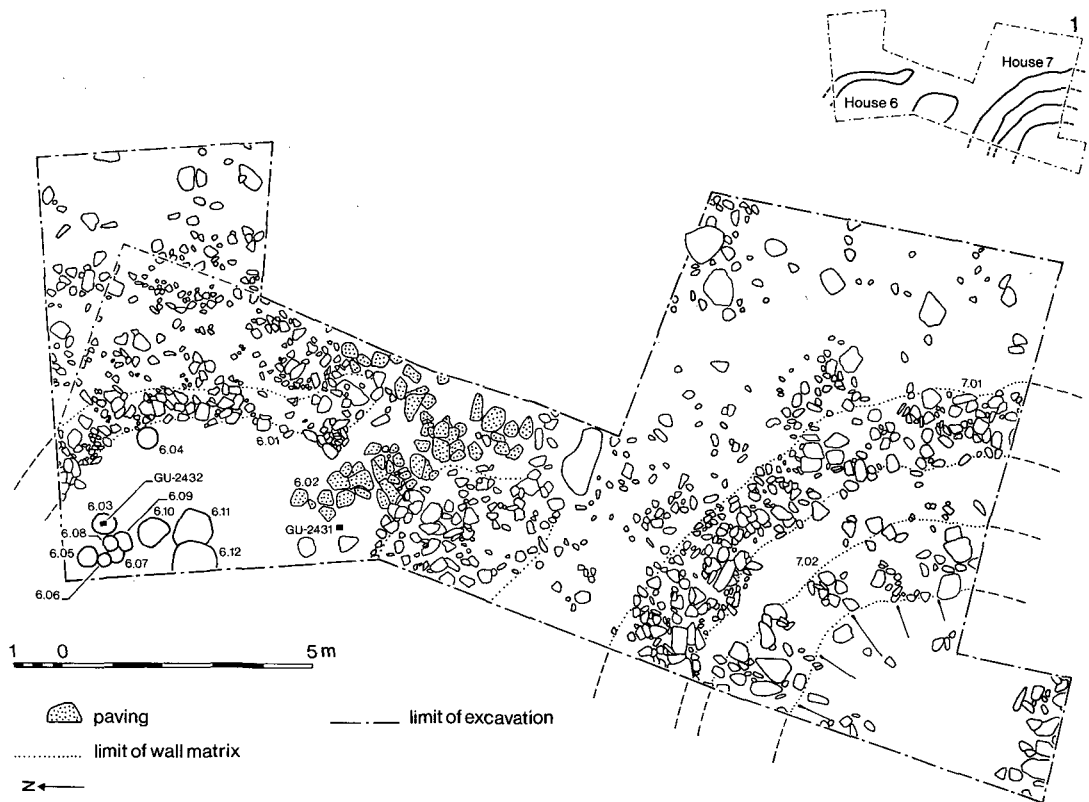 1
House 7
House 6
7.01
6.01
6.04
GU-2432
6.02
6.03
6.09
6.10
6.11
GU-2431
6.08
6.05
6.12
6.07
7.02
6.06
1 0 5 m
paving
limit of excavation
limit of wall matrix
N